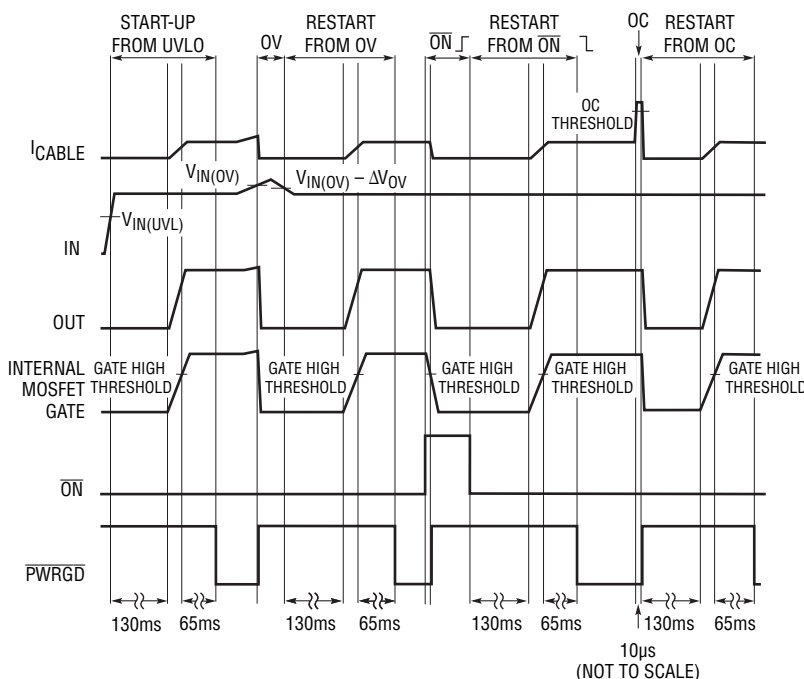 START-UP
FROM UVLO
OV
RESTART
FROM OV
ON
RESTART
FROM ON
OC
RESTART
FROM OC
OC
THRESHOLD
ICABLE
VIN(OV)
VIN(OV) – ΔVOV
VIN(UVL)
IN
OUT
INTERNAL
MOSFET
GATE
GATE HIGH
THRESHOLD
GATE HIGH
THRESHOLD
GATE HIGH
THRESHOLD
GATE HIGH
THRESHOLD
GATE HIGH
THRESHOLD
ON
PWRGD
130ms
65ms
130ms
65ms
130ms
65ms
130ms
65ms
10µs
(NOT TO SCALE)